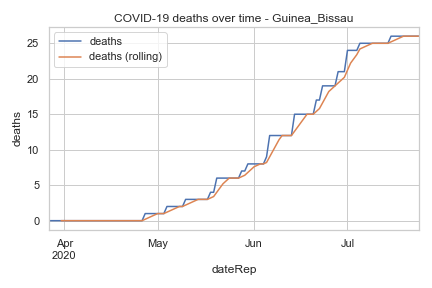 COVID-19 deaths over time - Guinea_Bissau
deaths
deaths (rolling)
25
20
15
10
5
0
deaths
Apr
2020
May
Jun
Jul
dateRep